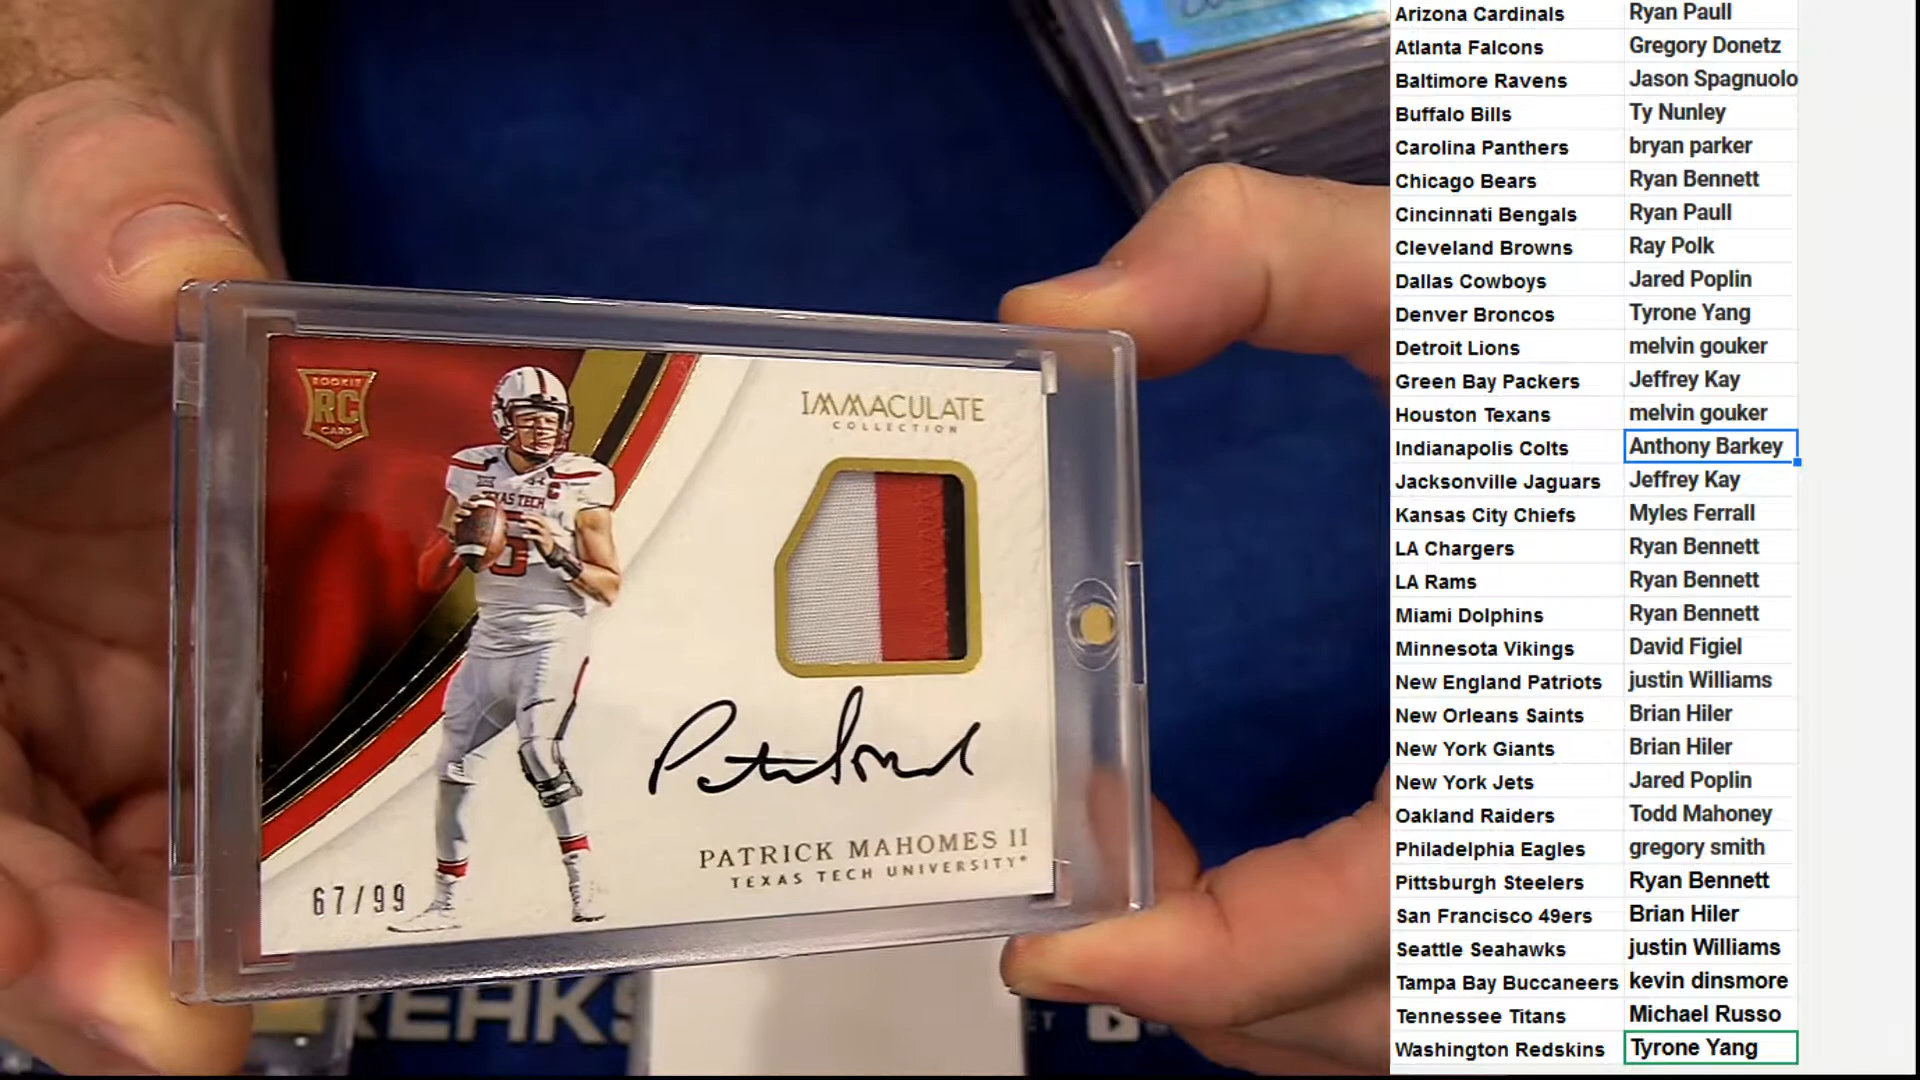 ROOKIE
RC
CARD
IMMACULATE
COLLECTION
TEXAS TECH
5
PATRICK MAHOMES II
TEXAS TECH UNIVERSITY
67/99
REAKS
Arizona Cardinals Ryan Paull
Atlanta Falcons Gregory Donetz
Baltimore Ravens Jason Spagnuolo
Buffalo Bills Ty Nunley
Carolina Panthers bryan parker
Chicago Bears Ryan Bennett
Cincinnati Bengals Ryan Paull
Cleveland Browns Ray Polk
Dallas Cowboys Jared Poplin
Denver Broncos Tyrone Yang
Detroit Lions melvin gouker
Green Bay Packers Jeffrey Kay
Houston Texans melvin gouker
Indianapolis Colts Anthony Barkey
Jacksonville Jaguars Jeffrey Kay
Kansas City Chiefs Myles Ferrall
LA Chargers Ryan Bennett
LA Rams Ryan Bennett
Miami Dolphins Ryan Bennett
Minnesota Vikings David Figiel
New England Patriots justin Williams
New Orleans Saints Brian Hiler
New York Giants Brian Hiler
New York Jets Jared Poplin
Oakland Raiders Todd Mahoney
Philadelphia Eagles gregory smith
Pittsburgh Steelers Ryan Bennett
San Francisco 49ers Brian Hiler
Seattle Seahawks justin Williams
Tampa Bay Buccaneers kevin dinsmore
Tennessee Titans Michael Russo
Washington Redskins Tyrone Yang